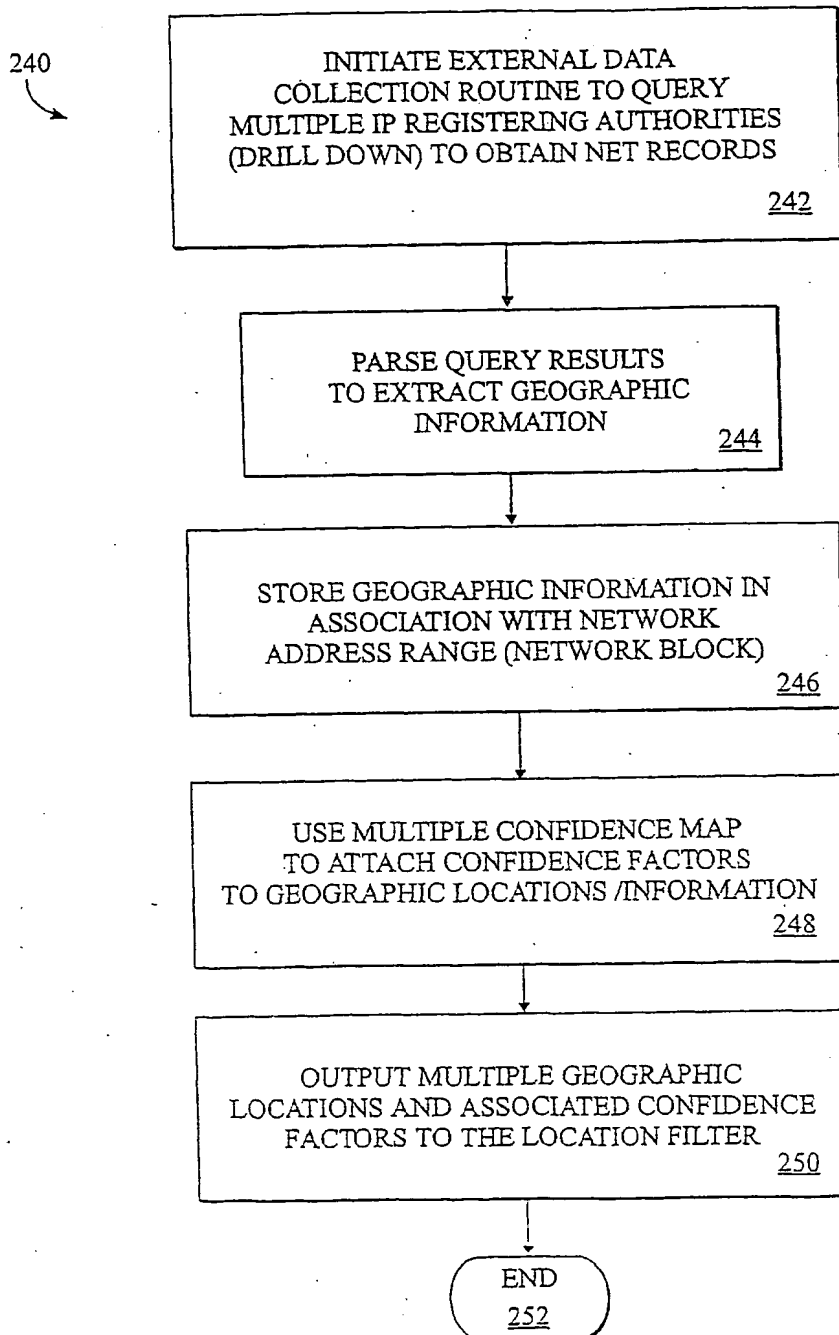 240
INITIATE EXTERNAL DATA
COLLECTION ROUTINE TO QUERY
MULTIPLE IP REGISTERING AUTHORITIES
(DRILL DOWN) TO OBTAIN NET RECORDS
242
PARSE QUERY RESULTS
TO EXTRACT GEOGRAPHIC
INFORMATION
244
STORE GEOGRAPHIC INFORMATION IN
ASSOCIATION WITH NETWORK
ADDRESS RANGE (NETWORK BLOCK)
246
USE MULTIPLE CONFIDENCE MAP
TO ATTACH CONFIDENCE FACTORS
TO GEOGRAPHIC LOCATIONS /INFORMATION
248
OUTPUT MULTIPLE GEOGRAPHIC
LOCATIONS AND ASSOCIATED CONFIDENCE
FACTORS TO THE LOCATION FILTER
250
END
252